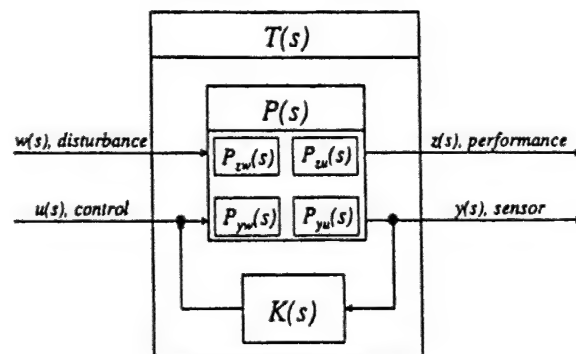 T(s)
P(s)
w(s), disturbance
z(s), performance
P_zw(s)
P_zu(s)
u(s), control
y(s), sensor
P_yw(s)
P_yu(s)
K(s)